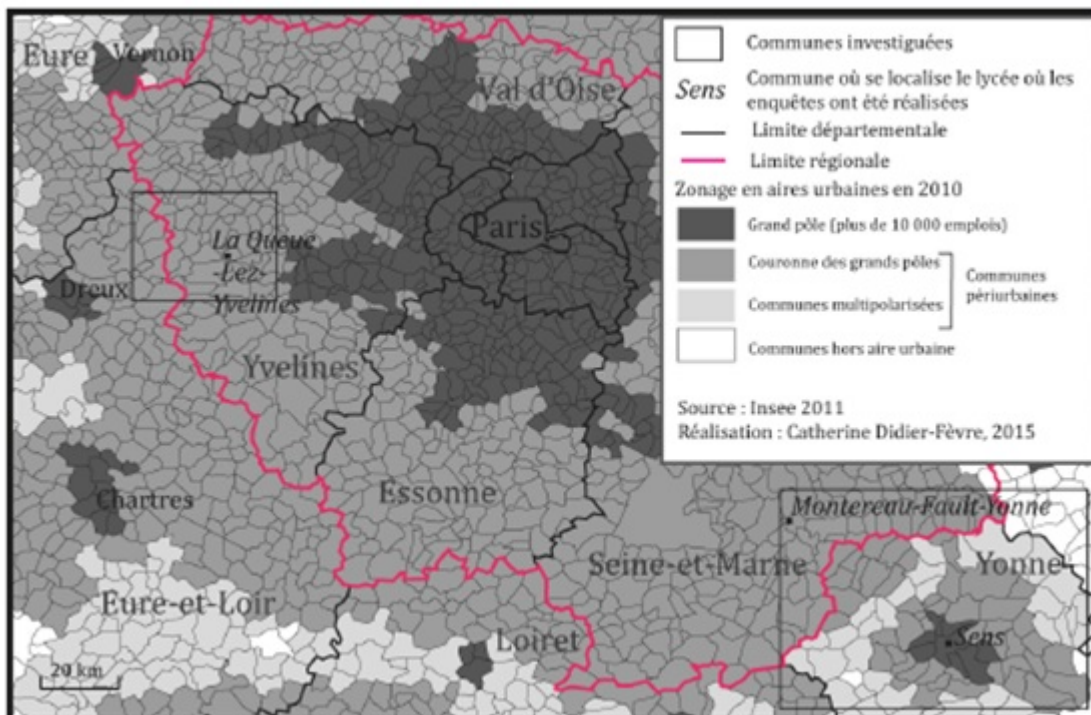 Eure
Vernon
Val d'Oise
Paris
La Queue
-Lez-
Yvelines
Dreux
Yvelines
Chartres
Essonne
Montereau-Fault-Yonne
Seine-et-Marne
Yonne
Eure-et-Loir
Loiret
Sens
20 km
Communes investiguées
Sens
Commune où se localise le lycée où les
enquêtes ont été réalisées
Limite départementale
Limite régionale
Zonage en aires urbaines en 2010
Grand pôle (plus de 10 000 emplois)
Couronne des grands pôles
Communes multipolarisées
Communes
périurbaines
Communes hors aire urbaine
Source : Insee 2011
Réalisation : Catherine Didier-Fèvre, 2015